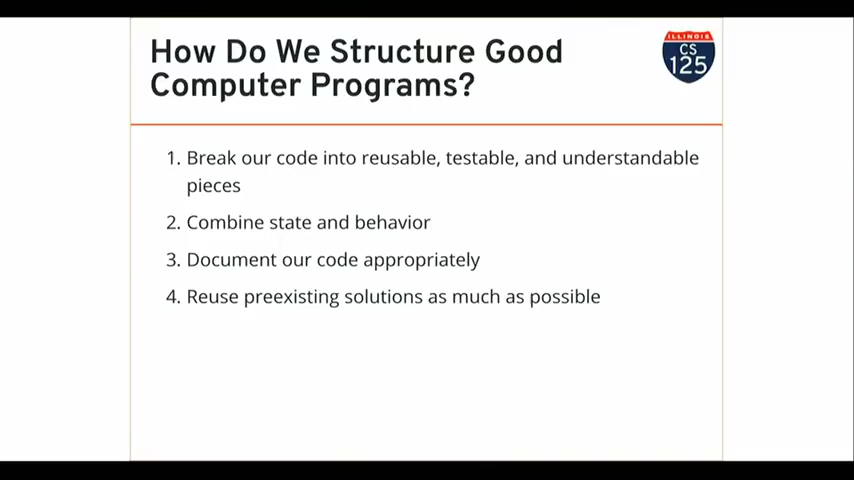 How Do We Structure Good
Computer Programs?
ILLINOIS
CS
125
1. Break our code into reusable, testable, and understandable
pieces
2. Combine state and behavior
3. Document our code appropriately
4. Reuse preexisting solutions as much as possible